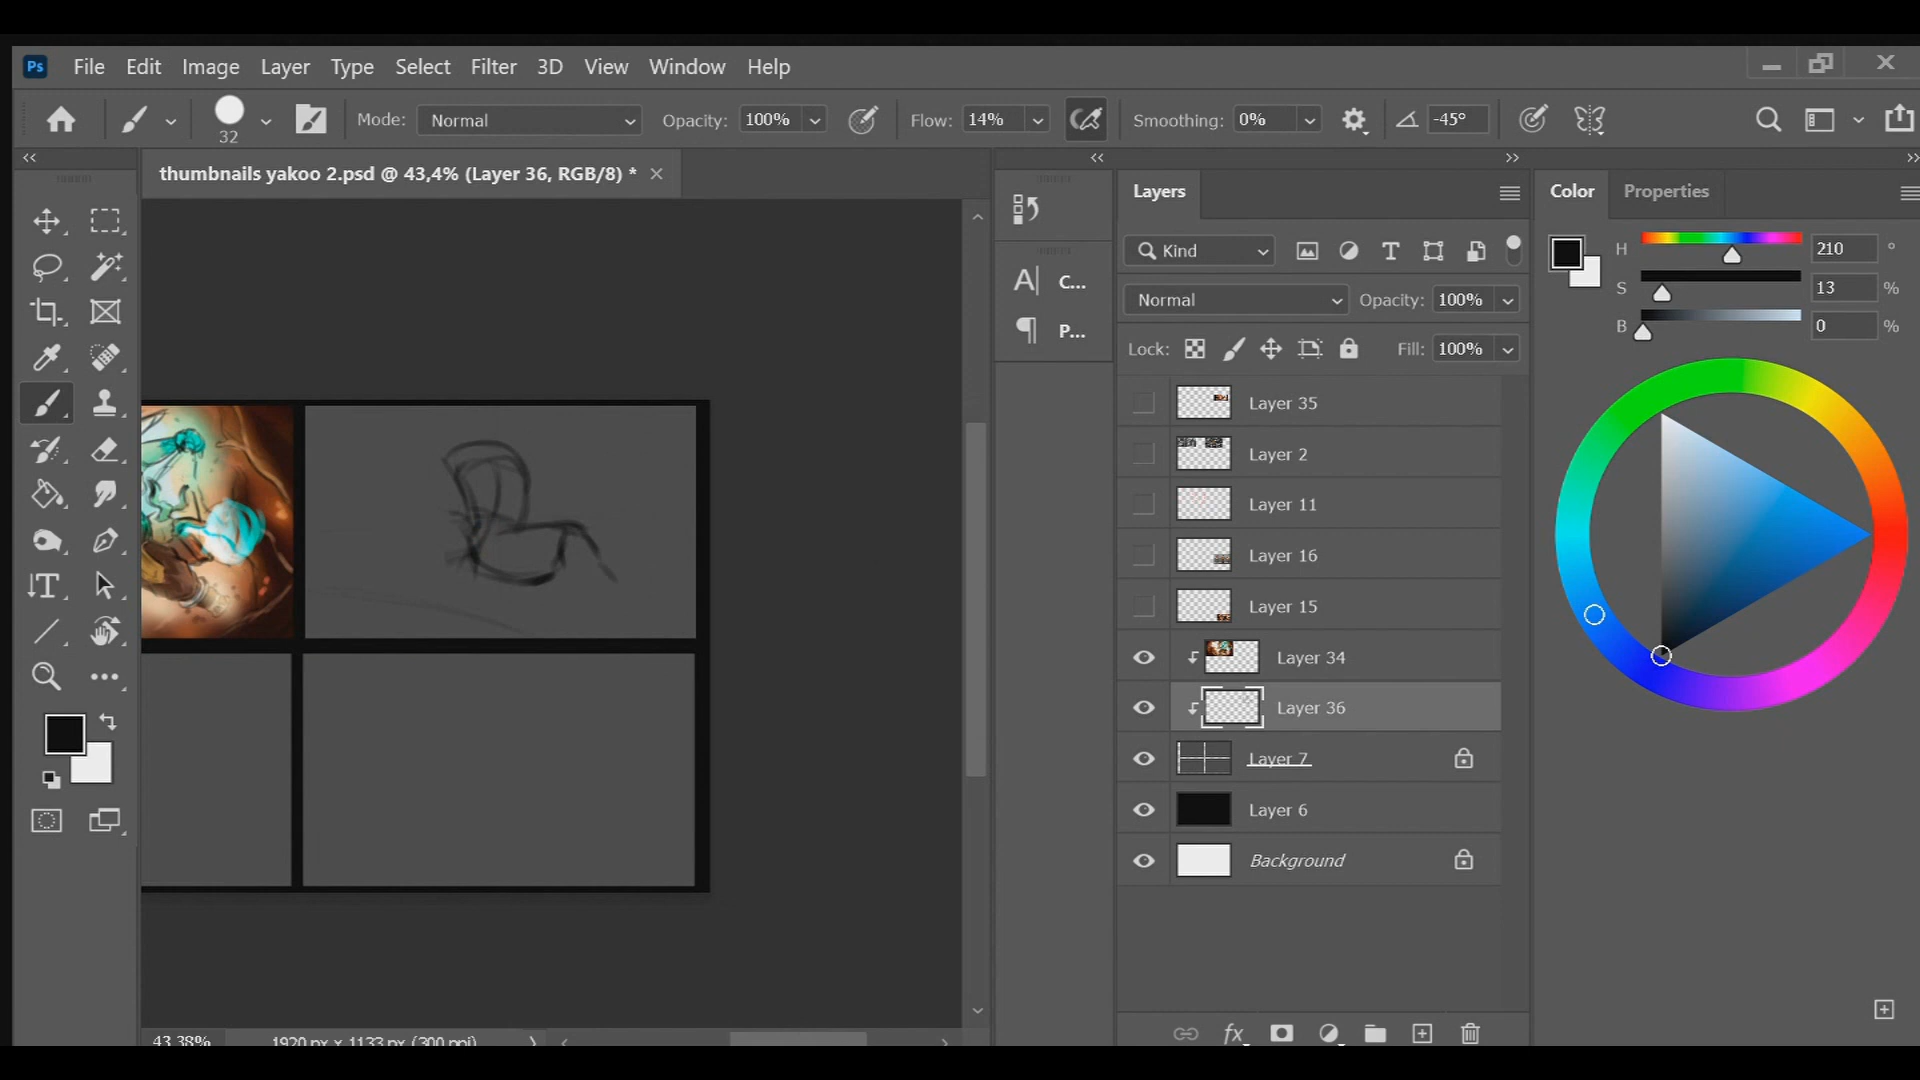 Ps File Edit Image Layer Type Select Filter 3D View Window Help
32 Mode: Normal Opacity: 100% Flow: 14% Smoothing: 0% -45°
thumbnails yakoo 2.psd @ 43,4% (Layer 36, RGB/8) *
Layers
Color Properties
A| C...
P...
Kind
Normal Opacity: 100%
Lock: Fill: 100%
Layer 35
Layer 2
Layer 11
Layer 16
Layer 15
Layer 34
Layer 36
Layer 7
Layer 6
Background
H 210 °
S 13 %
B 0 %
43,38% 1920 px x 1133 px (300 ppi)
fx